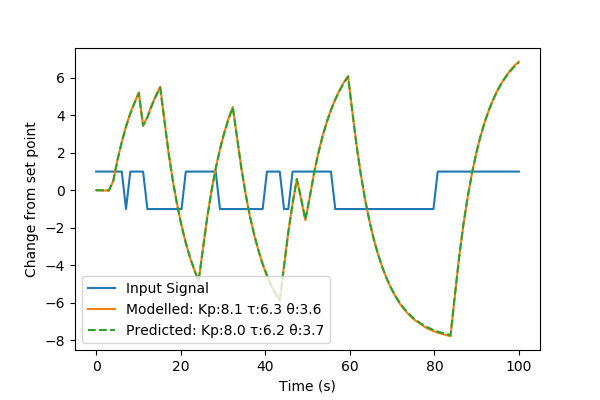 6
4
2
0
−2
−4
−6
−8
Change from set point
Input Signal
Modelled: Kp:8.1 τ:6.3 θ:3.6
Predicted: Kp:8.0 τ:6.2 θ:3.7
0 20 40 60 80 100
Time (s)